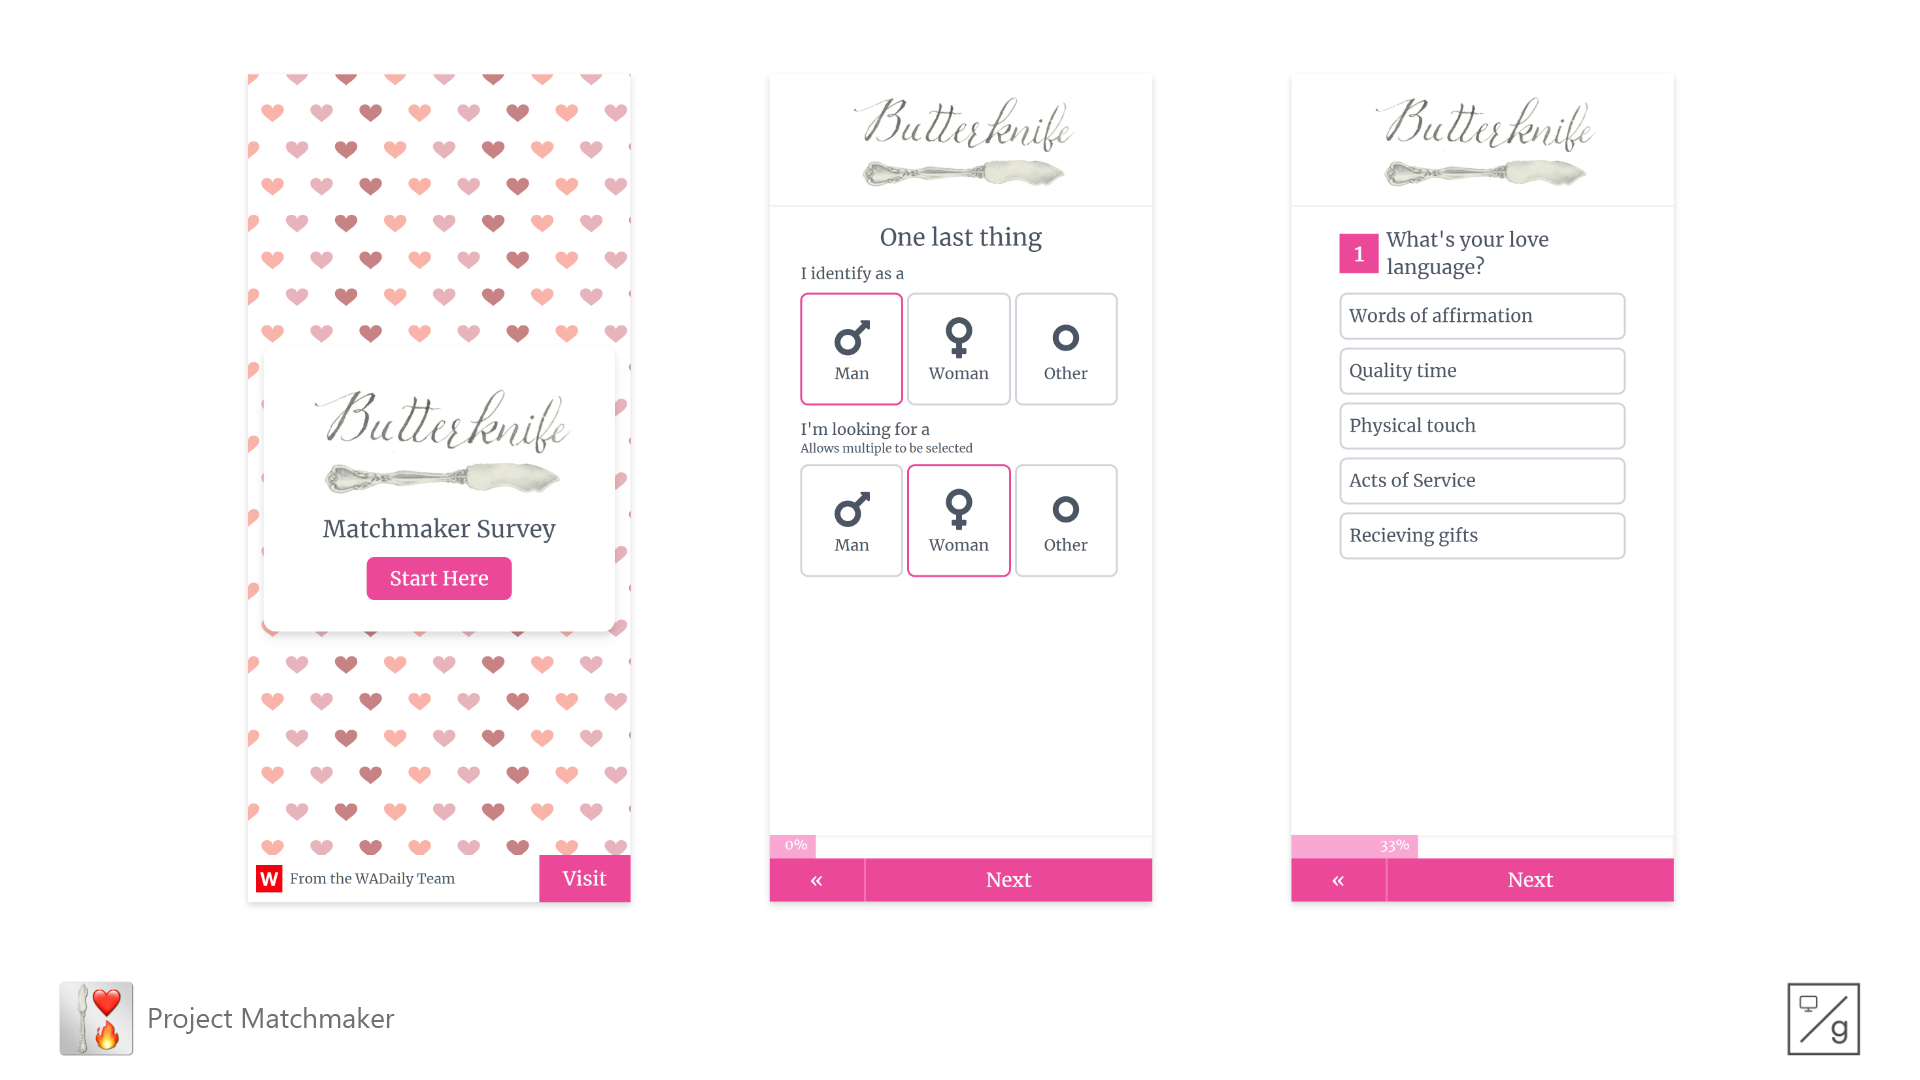 Butterknife
Matchmaker Survey
Start Here
W From the WADaily Team
Visit
Butterknife
One last thing
I identify as a
Man Woman Other
I'm looking for a
Allows multiple to be selected
Man Woman Other
0%
« Next
Butterknife
1 What's your love
language?
Words of affirmation
Quality time
Physical touch
Acts of Service
Recieving gifts
33%
« Next
Project Matchmaker
g